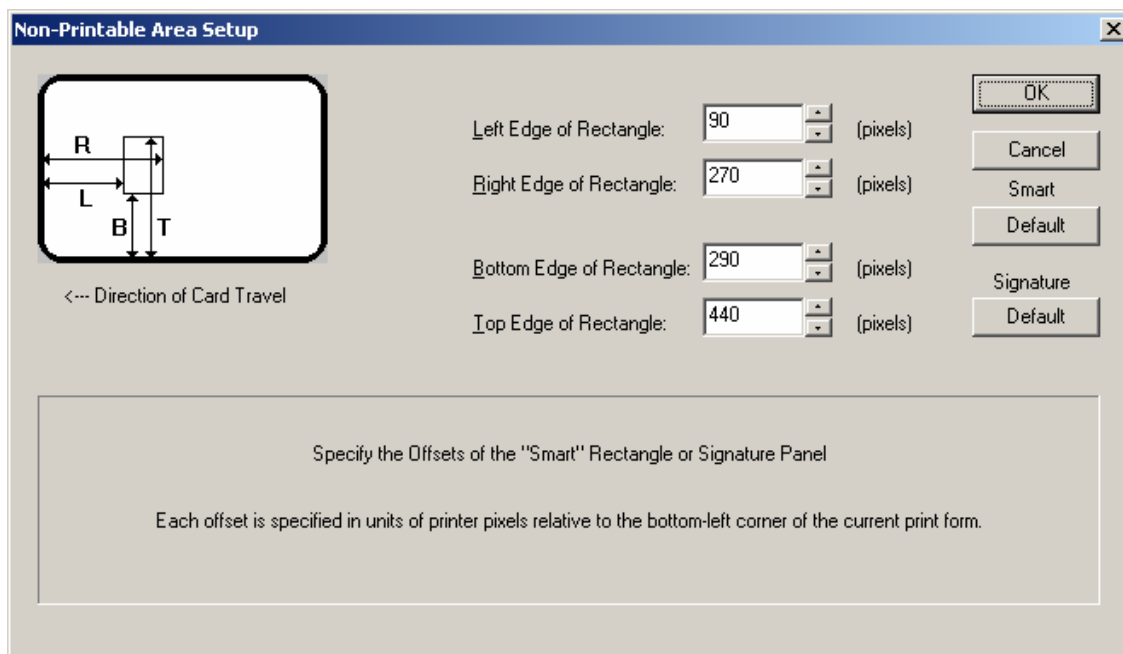 Non-Printable Area Setup
R
L
B T
<--- Direction of Card Travel
Left Edge of Rectangle: 90 (pixels)
Right Edge of Rectangle: 270 (pixels)
Bottom Edge of Rectangle: 290 (pixels)
Top Edge of Rectangle: 440 (pixels)
OK
Cancel
Smart
Default
Signature
Default
Specify the Offsets of the "Smart" Rectangle or Signature Panel
Each offset is specified in units of printer pixels relative to the bottom-left corner of the current print form.